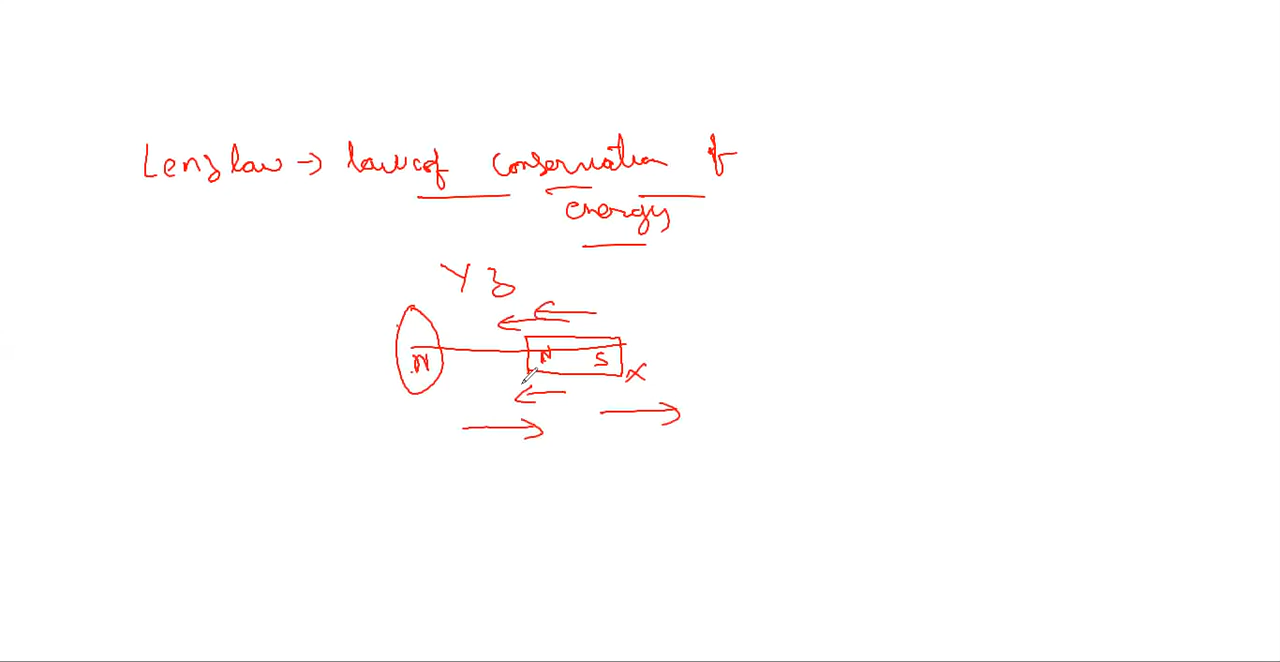 Lenz law → law of conservation of
energy
Y Z
N N S
X